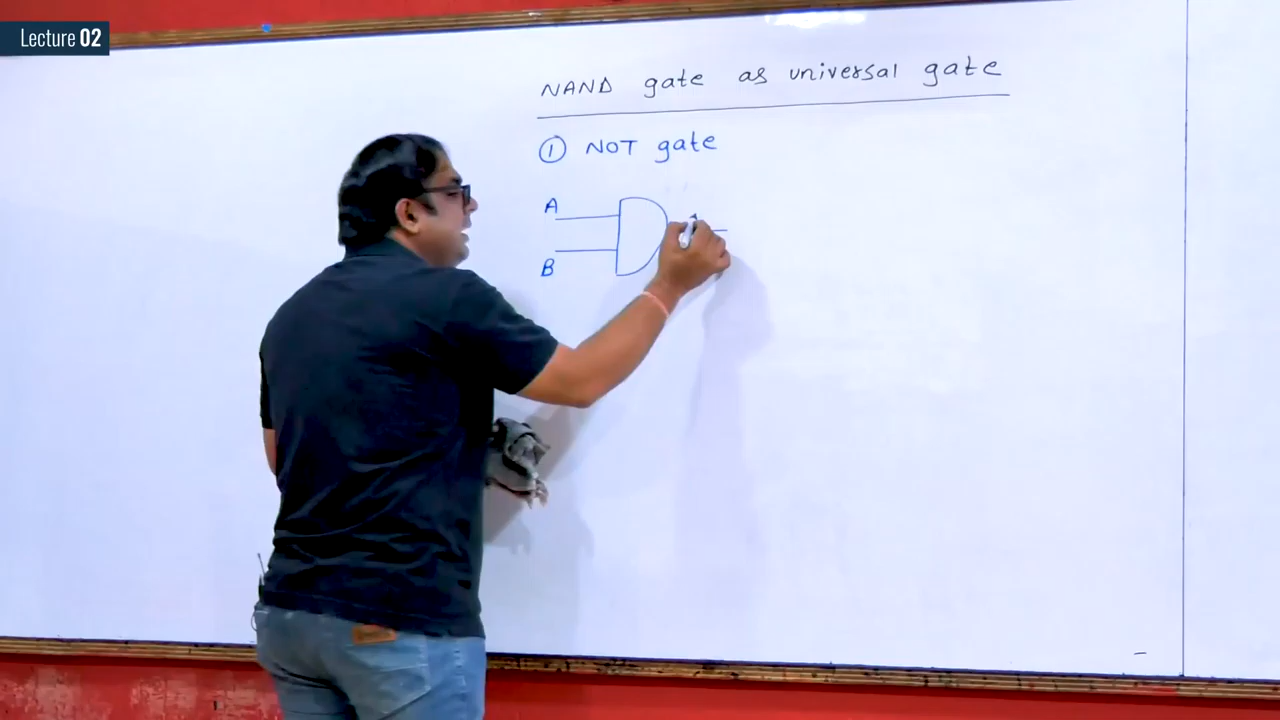 Lecture 02
NAND gate as universal gate
① NOT gate
A
B